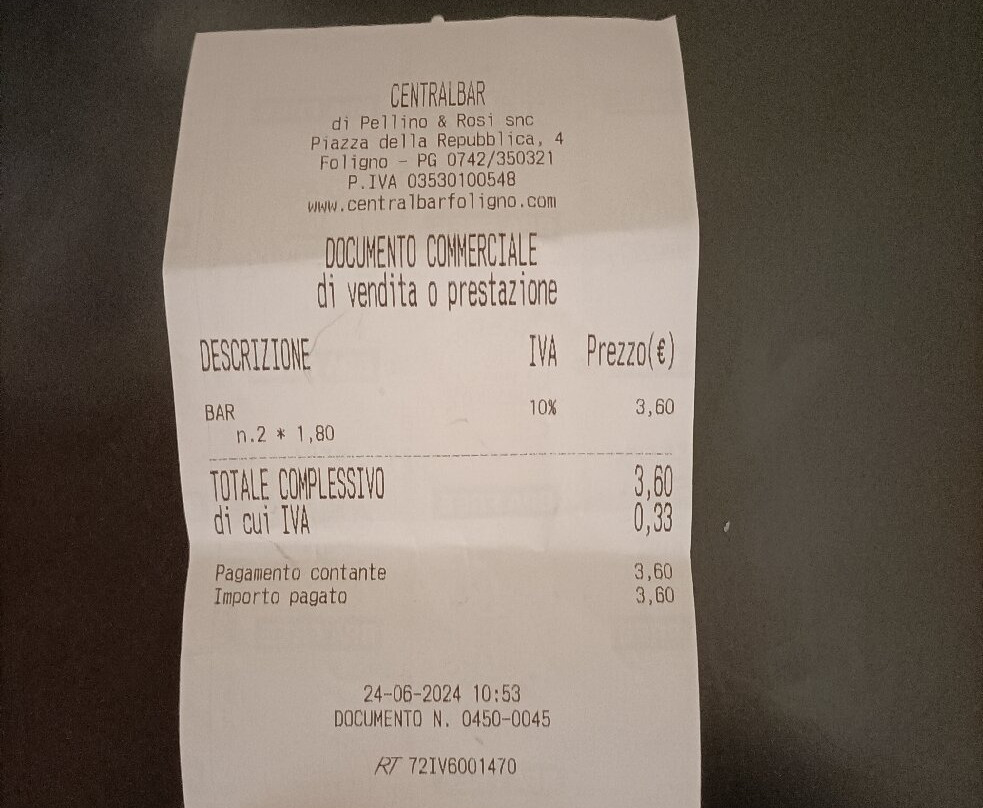 CENTRALBAR
di Pellino & Rosi snc
Piazza della Repubblica, 4
Foligno - PG 0742/350321
P.IVA 03530100548
www.centralbarfoligno.com
DOCUMENTO COMMERCIALE
di vendita o prestazione
DESCRIZIONE IVA Prezzo(€)
BAR 10% 3,60
n.2 * 1,80
TOTALE COMPLESSIVO 3,60
di cui IVA 0,33
Pagamento contante 3,60
Importo pagato 3,60
24-06-2024 10:53
DOCUMENTO N. 0450-0045
RT 72IV6001470